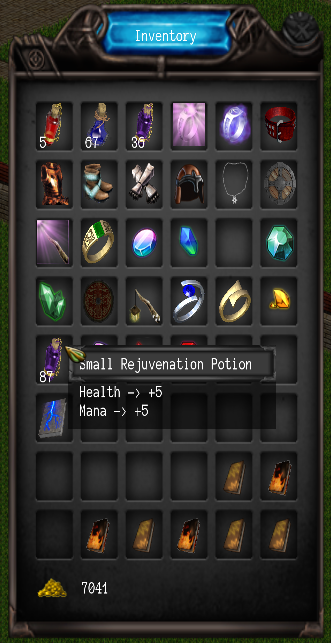 Inventory
5
67
36
87
Small Rejuvenation Potion
Health -> +5
Mana -> +5
7041